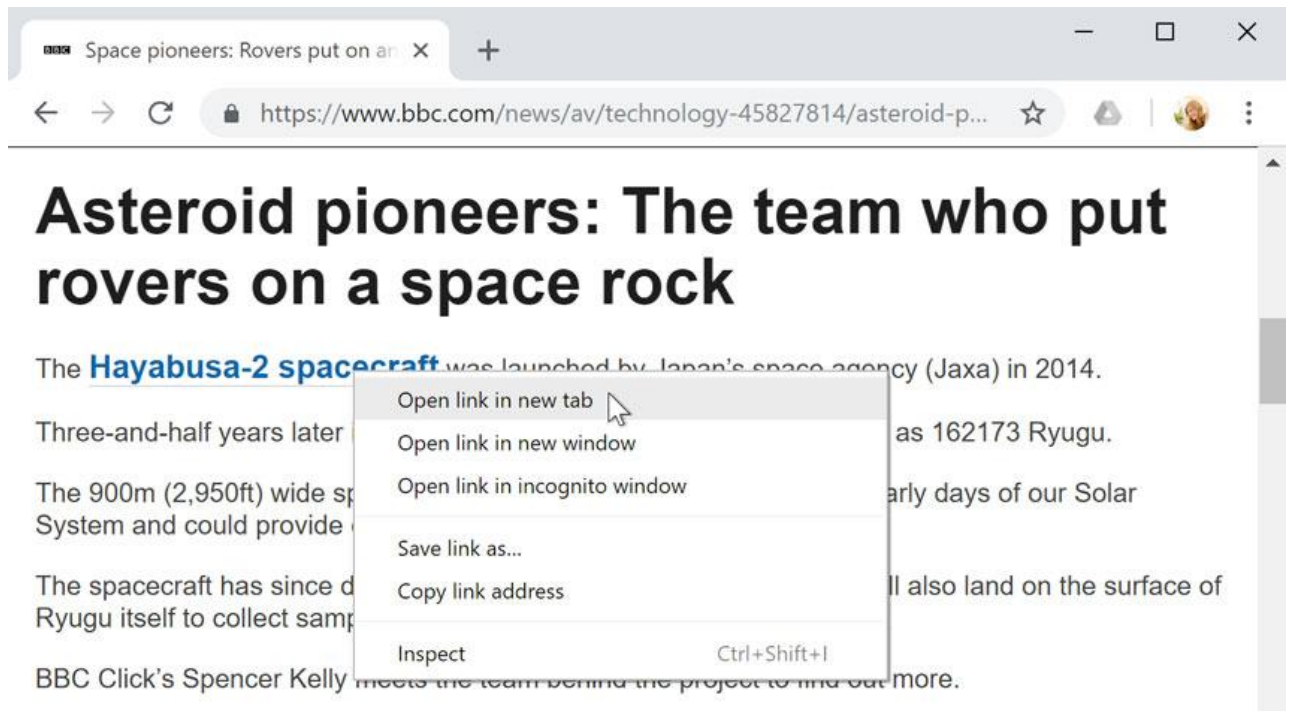 BBC Space pioneers: Rovers put on an
https://www.bbc.com/news/av/technology-45827814/asteroid-p...
Asteroid pioneers: The team who put
rovers on a space rock
The Hayabusa-2 spacecraft was launched by Japan's space agency (Jaxa) in 2014.
Open link in new tab
Three-and-half years later as 162173 Ryugu.
Open link in new window
Open link in incognito window
The 900m (2,950ft) wide days of our Solar
System and could provide
Save link as...
Copy link address
The spacecraft has since also land on the surface of
Ryugu itself to collect
Inspect Ctrl+Shift+I
BBC Click's Spencer Kelly meets the team behind the project to find out more.